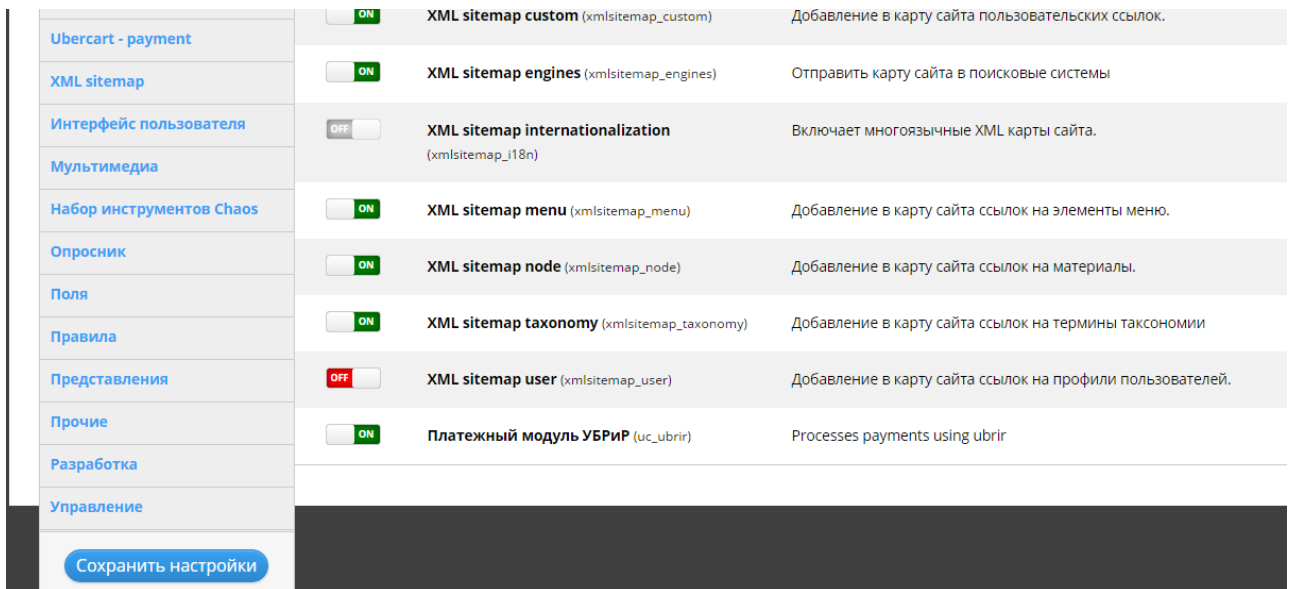 Ubercart - payment
XML sitemap
Интерфейс пользователя
Мультимедиа
Набор инструментов Chaos
Опросник
Поля
Правила
Представления
Прочие
Разработка
Управление
Сохранить настройки
ON XML sitemap custom (xmlsitemap_custom) Добавление в карту сайта пользовательских ссылок.
ON XML sitemap engines (xmlsitemap_engines) Отправить карту сайта в поисковые системы
OFF XML sitemap internationalization Включает многоязычные XML карты сайта.
(xmlsitemap_i18n)
ON XML sitemap menu (xmlsitemap_menu) Добавление в карту сайта ссылок на элементы меню.
ON XML sitemap node (xmlsitemap_node) Добавление в карту сайта ссылок на материалы.
ON XML sitemap taxonomy (xmlsitemap_taxonomy) Добавление в карту сайта ссылок на термины таксономии
OFF XML sitemap user (xmlsitemap_user) Добавление в карту сайта ссылок на профили пользователей.
ON Платежный модуль УБРиР (uc_ubrir) Processes payments using ubrir